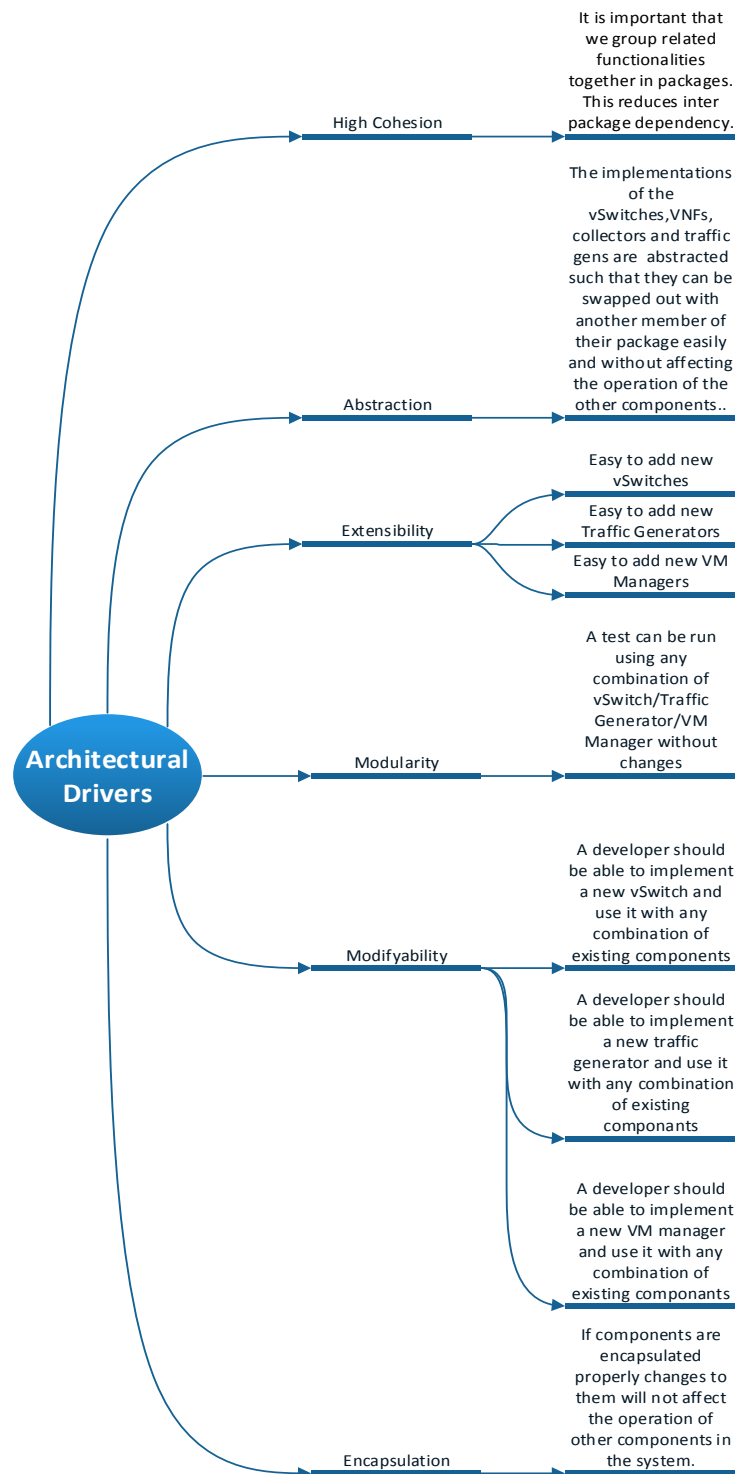 Architectural
Drivers
High Cohesion
It is important that
we group related
functionalities
together in packages.
This reduces inter
package dependency.
Abstraction
The implementations
of the
vSwitches,VNFs,
collectors and traffic
gens are  abstracted
such that they can be
swapped out with
another member of
their package easily
and without affecting
the operation of the
other components..
Extensibility
Easy to add new
vSwitches
Easy to add new
Traffic Generators
Easy to add new VM
Managers
Modularity
A test can be run
using any
combination of
vSwitch/Traffic
Generator/VM
Manager without
changes
Modifyability
A developer should
be able to implement
a new vSwitch and
use it with any
combination of
existing components
A developer should
be able to implement
a new traffic
generator and use it
with any combination
of existing
componants
A developer should
be able to implement
a new VM manager
and use it with any
combination of
existing componants
Encapsulation
If components are
encapsulated
properly changes to
them will not affect
the operation of
other components in
the system.